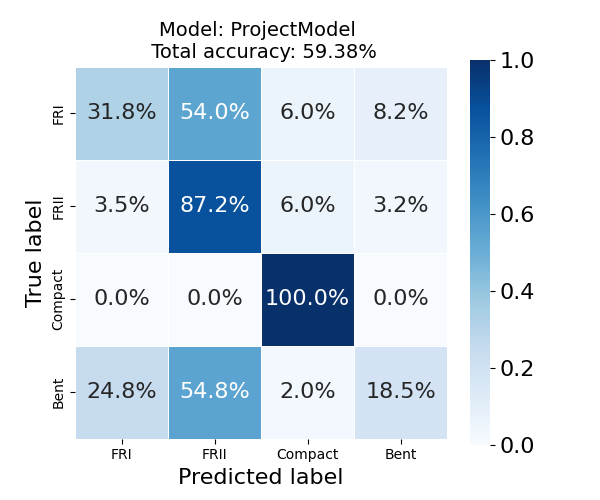 Model: ProjectModel
Total accuracy: 59.38%
True label
FRI
31.8% 54.0% 6.0% 8.2%
FRII
3.5% 87.2% 6.0% 3.2%
Compact
0.0% 0.0% 100.0% 0.0%
Bent
24.8% 54.8% 2.0% 18.5%
FRI FRII Compact Bent
Predicted label
1.0
0.8
0.6
0.4
0.2
0.0